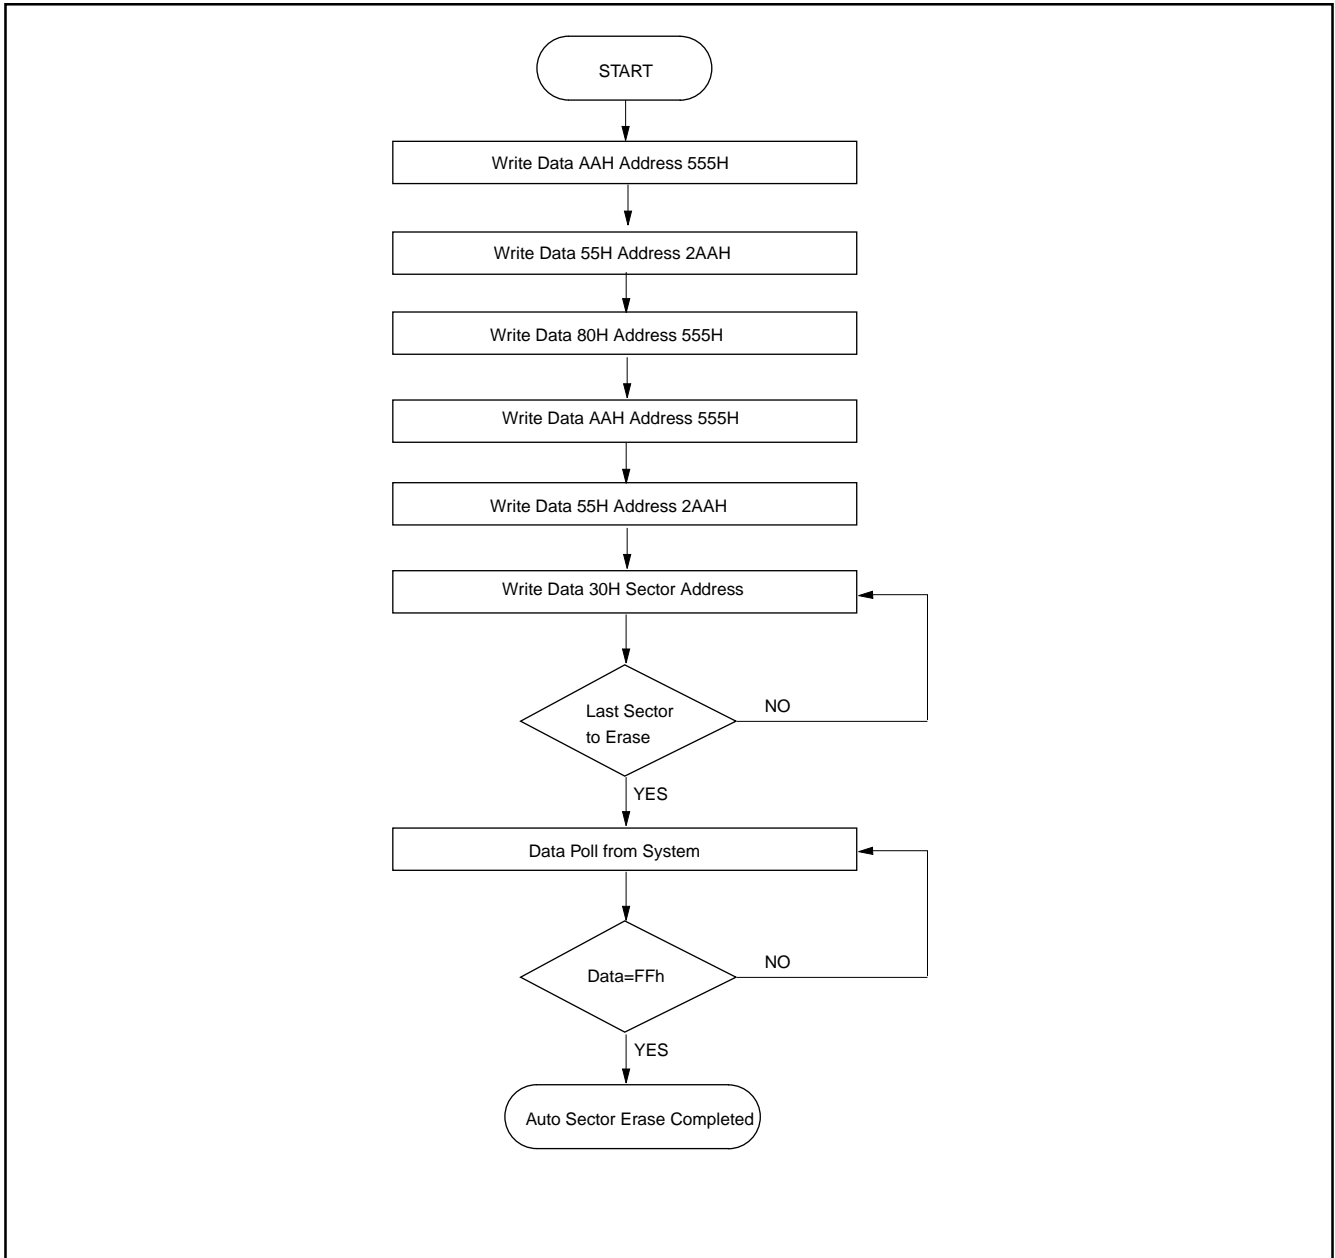 START
Write Data AAH Address 555H
Write Data 55H Address 2AAH
Write Data 80H Address 555H
Write Data AAH Address 555H
Write Data 55H Address 2AAH
Write Data 30H Sector Address
Last Sector
to Erase
NO
YES
Data Poll from System
Data=FFh
NO
YES
Auto Sector Erase Completed